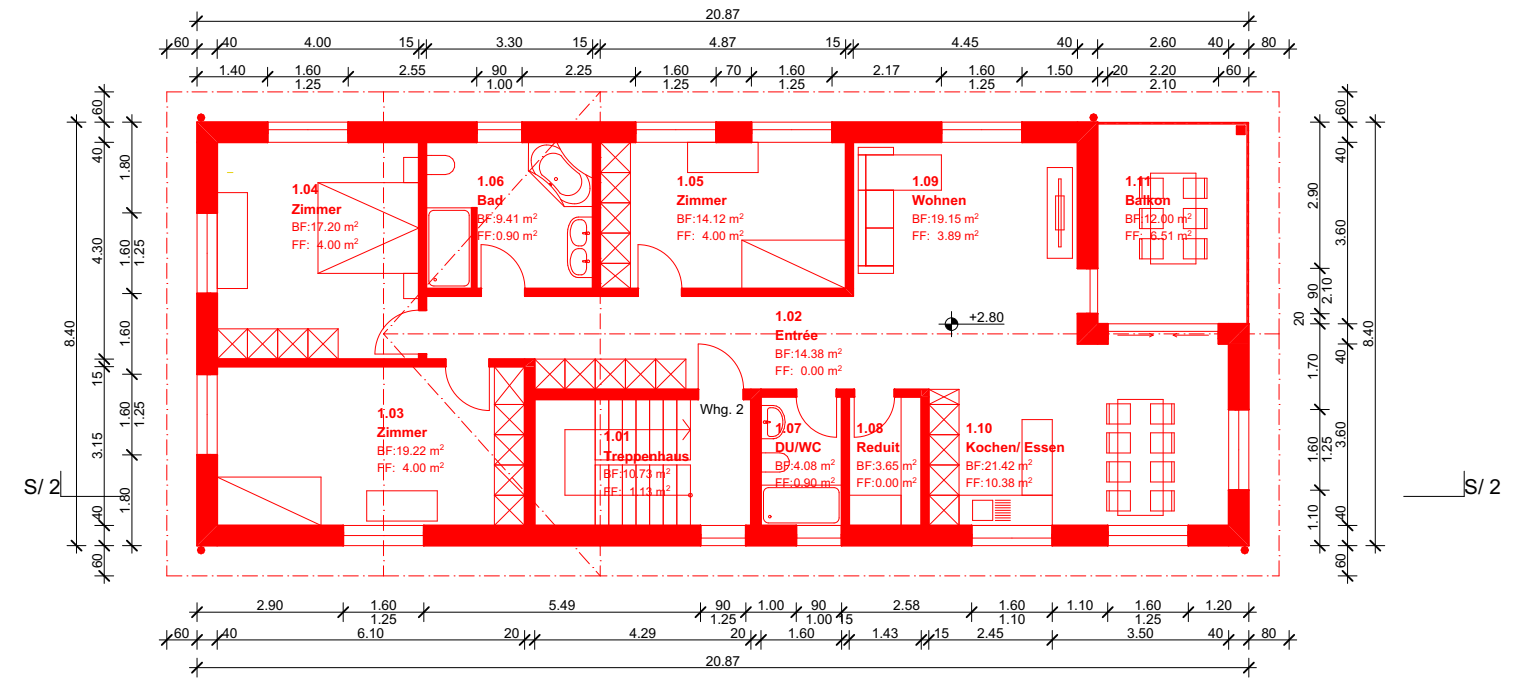 20.87
60 40 4.00 15 3.30 15 4.87 15 4.45 40 2.60 40 80
1.40 1.60 2.55 90 2.25 1.60 70 1.60 2.17 1.60 1.50 20 2.20 60
1.25 1.00 1.25 1.25 1.25 2.10
8.40
60 40 4.30 15 3.15 40 60
1.80 1.60 1.60 1.60 1.80
1.25 1.25
1.04
Zimmer
BF:17.20 m²
FF: 4.00 m²
1.06
Bad
BF:9.41 m²
FF:0.90 m²
1.05
Zimmer
BF:14.12 m²
FF: 4.00 m²
1.09
Wohnen
BF:19.15 m²
FF: 3.89 m²
1.11
Balkon
BF:12.00 m²
FF: 6.51 m²
1.02
Entrée
BF:14.38 m²
FF: 0.00 m²
+2.80
1.03
Zimmer
BF:19.22 m²
FF: 4.00 m²
1.01
Treppenhaus
BF:10.73 m²
FF: 1.13 m²
Whg. 2
1.07
DU/WC
BF:4.08 m²
FF:0.90 m²
1.08
Reduit
BF:3.65 m²
FF:0.00 m²
1.10
Kochen/ Essen
BF:21.42 m²
FF:10.38 m²
2.90 90 20 1.70 1.60 1.10
2.10 1.25
60 40 3.60 40 3.60 40 60
8.40
S/ 2
S/ 2
2.90 1.60 5.49 90 1.00 90 2.58 1.60 1.10 1.60 1.20
1.25 1.25 1.00 1.10 1.25
60 40 6.10 20 4.29 20 1.60 15 1.43 15 2.45 3.50 40 80
20.87